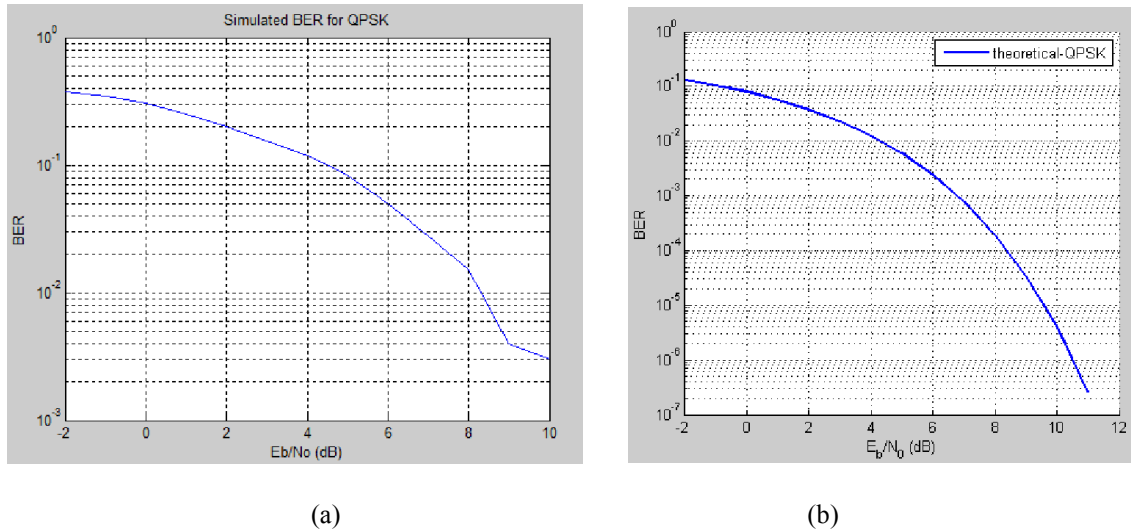 Simulated BER for QPSK
10^0
10^-1
10^-2
10^-3
BER
-2 0 2 4 6 8 10
Eb/No (dB)
(a)
theoretical-QPSK
10^0
10^-1
10^-2
10^-3
10^-4
10^-5
10^-6
10^-7
BER
-2 0 2 4 6 8 10 12
E_b/N_0 (dB)
(b)